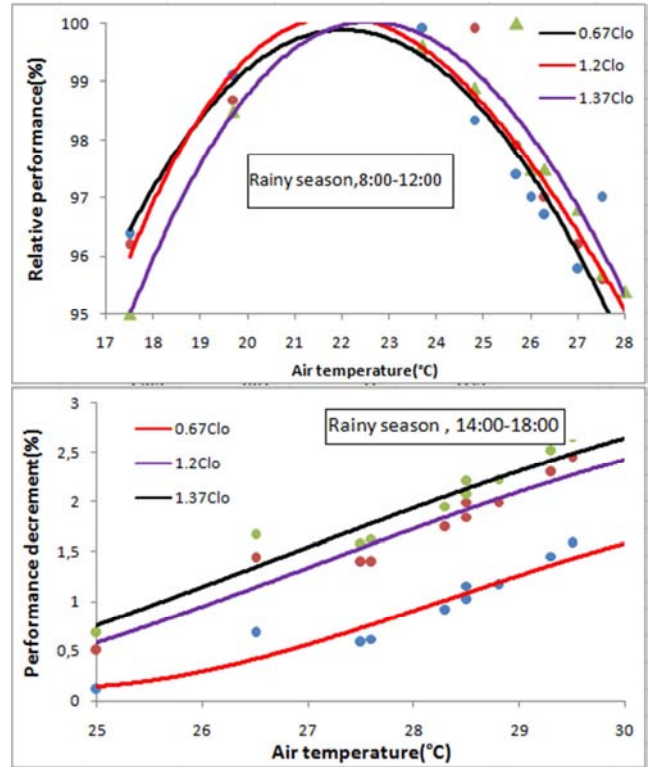 Relative performance(%)
100
99
98
97
96
95
0.67Clo
1.2Clo
1.37Clo
Rainy season,8:00-12:00
17 18 19 20 21 22 23 24 25 26 27 28
Air temperature(°C)
Performance decrement(%)
3
2,5
2
1,5
1
0,5
0
0.67Clo
1.2Clo
1.37Clo
Rainy season , 14:00-18:00
25 26 27 28 29 30
Air temperature(°C)